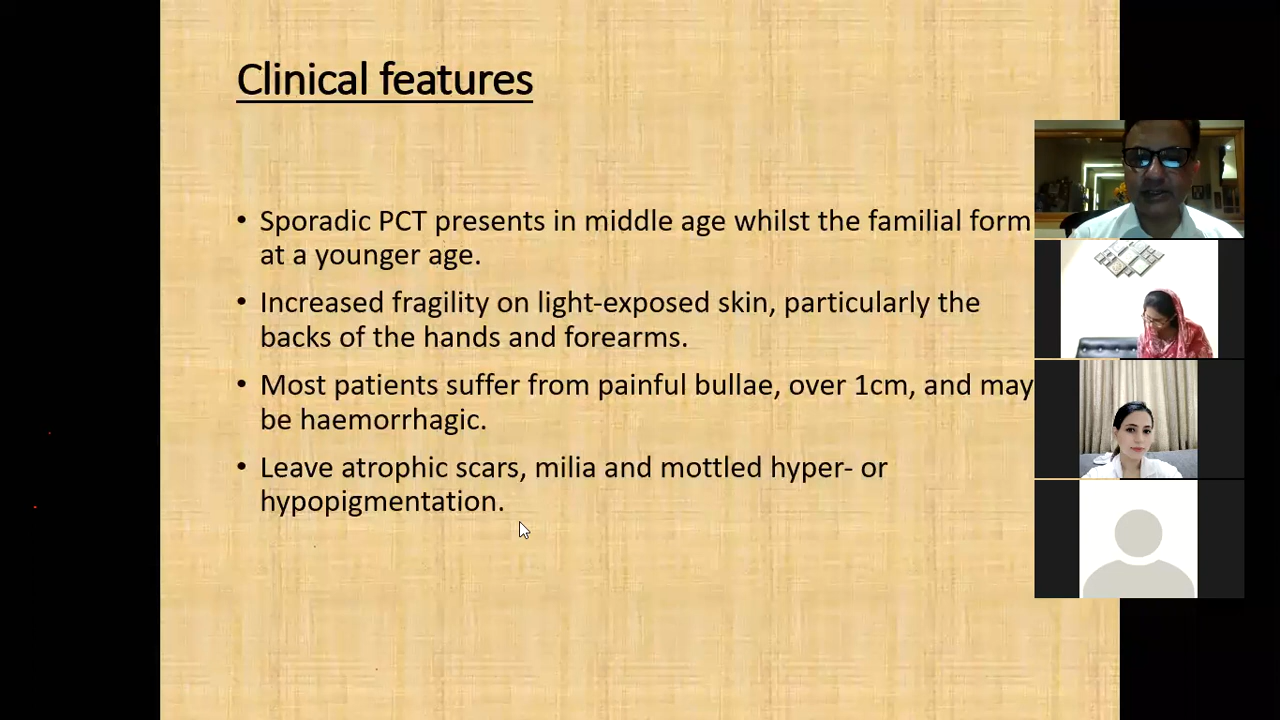 Clinical features
• Sporadic PCT presents in middle age whilst the familial form
at a younger age.
• Increased fragility on light-exposed skin, particularly the
backs of the hands and forearms.
• Most patients suffer from painful bullae, over 1cm, and may
be haemorrhagic.
• Leave atrophic scars, milia and mottled hyper- or
hypopigmentation.